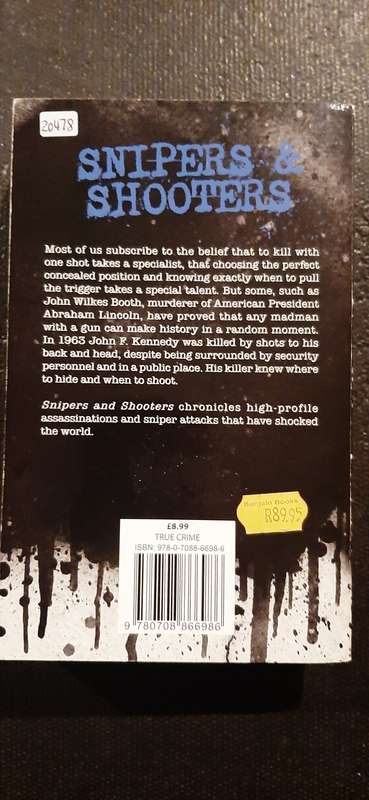 20478
SNIPERS &
SHOOTERS
Most of us subscribe to the belief that to kill with
one shot takes a specialist, that choosing the perfect
concealed position and knowing exactly when to pull
the trigger takes a special talent. But some, such as
John Wilkes Booth, murderer of American President
Abraham Lincoln, have proved that any madman
with a gun can make history in a random moment.
In 1963 John F. Kennedy was killed by shots to his
back and head, despite being surrounded by security
personnel and in a public place. His killer knew where
to hide and when to shoot.
Snipers and Shooters chronicles high-profile
assassinations and sniper attacks that have shocked
the world.
Bargain Books
R89.95
£8.99
TRUE CRIME
ISBN: 978-0-7088-6698-6
9 780708 866986